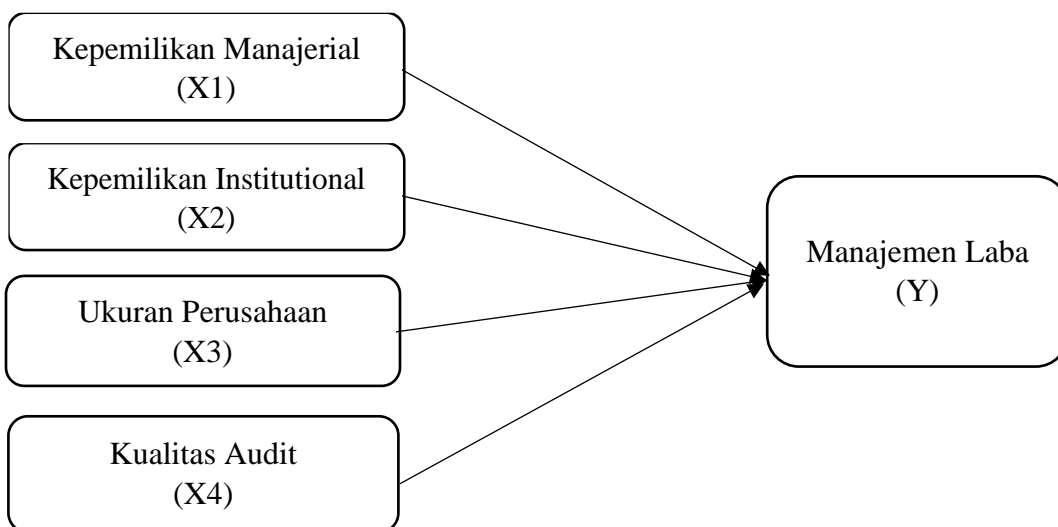 Kepemilikan Manajerial
(X1)
Kepemilikan Institutional
(X2)
Ukuran Perusahaan
(X3)
Kualitas Audit
(X4)
Manajemen Laba
(Y)